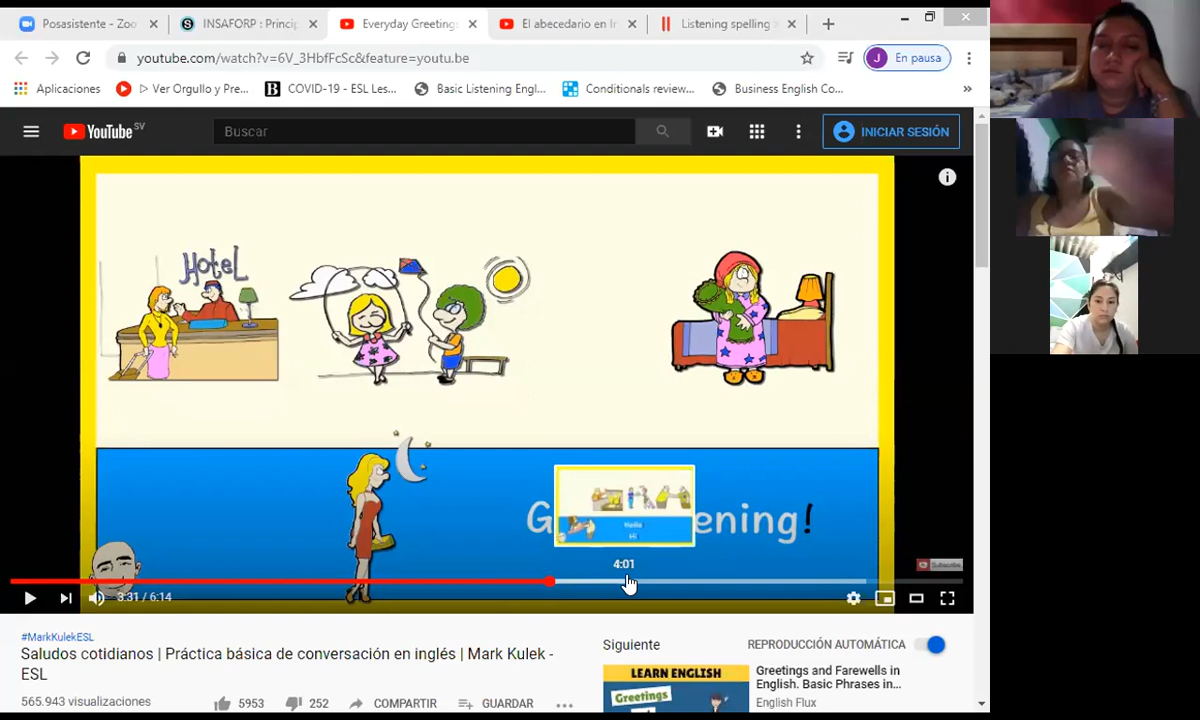 Posasistente - Zoo
INSAFORP : Princip
Everyday Greeting
El abecedario en In
Listening spelling
youtube.com/watch?v=6V_3HbfFcSc&feature=youtu.be
J
En pausa
Aplicaciones
▷ Ver Orgullo y Pre...
COVID-19 - ESL Les...
Basic Listening Engl...
Conditionals review...
Business English Co...
»
YouTube SV
Buscar
INICIAR SESIÓN
HoteL
G
ening!
Hello
Hi
4:01
Subscribe
3:31 / 6:14
#MarkKulekESL
Saludos cotidianos | Práctica básica de conversación en inglés | Mark Kulek -
ESL
565.943 visualizaciones
5953
252
COMPARTIR
GUARDAR
Siguiente
REPRODUCCIÓN AUTOMÁTICA
LEARN ENGLISH
Greetings
Greetings and Farewells in
English. Basic Phrases in...
English Flux